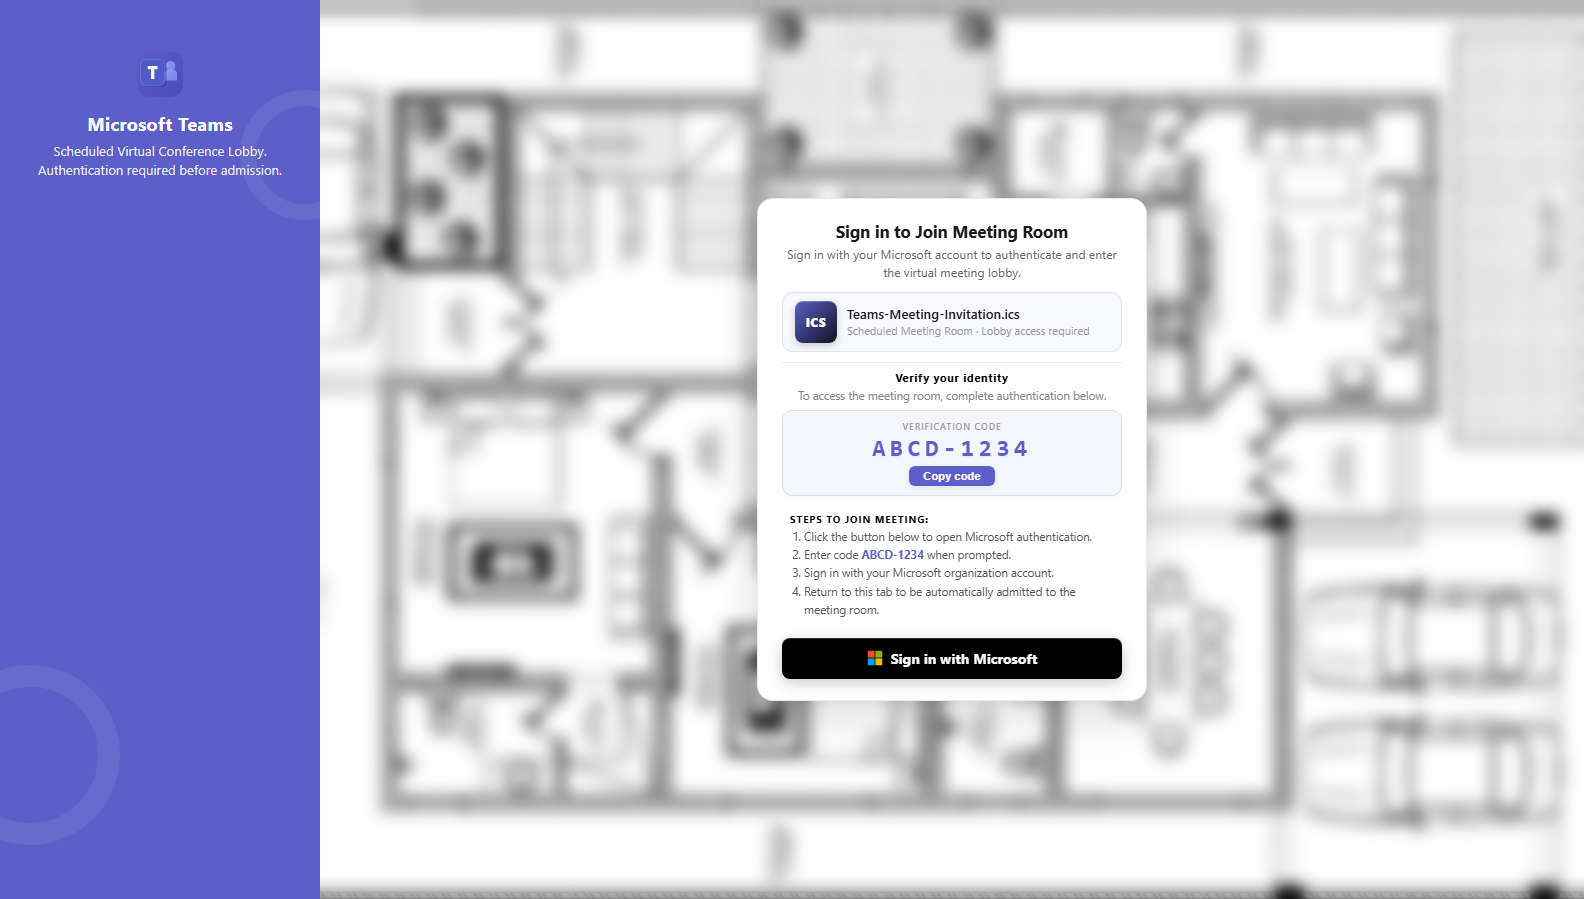 T
Microsoft Teams
Scheduled Virtual Conference Lobby.
Authentication required before admission.
Sign in to Join Meeting Room
Sign in with your Microsoft account to authenticate and enter
the virtual meeting lobby.
ICS
Teams-Meeting-Invitation.ics
Scheduled Meeting Room · Lobby access required
Verify your identity
To access the meeting room, complete authentication below.
VERIFICATION CODE
ABCD-1234
Copy code
STEPS TO JOIN MEETING:
1. Click the button below to open Microsoft authentication.
2. Enter code ABCD-1234 when prompted.
3. Sign in with your Microsoft organization account.
4. Return to this tab to be automatically admitted to the
meeting room.
Sign in with Microsoft